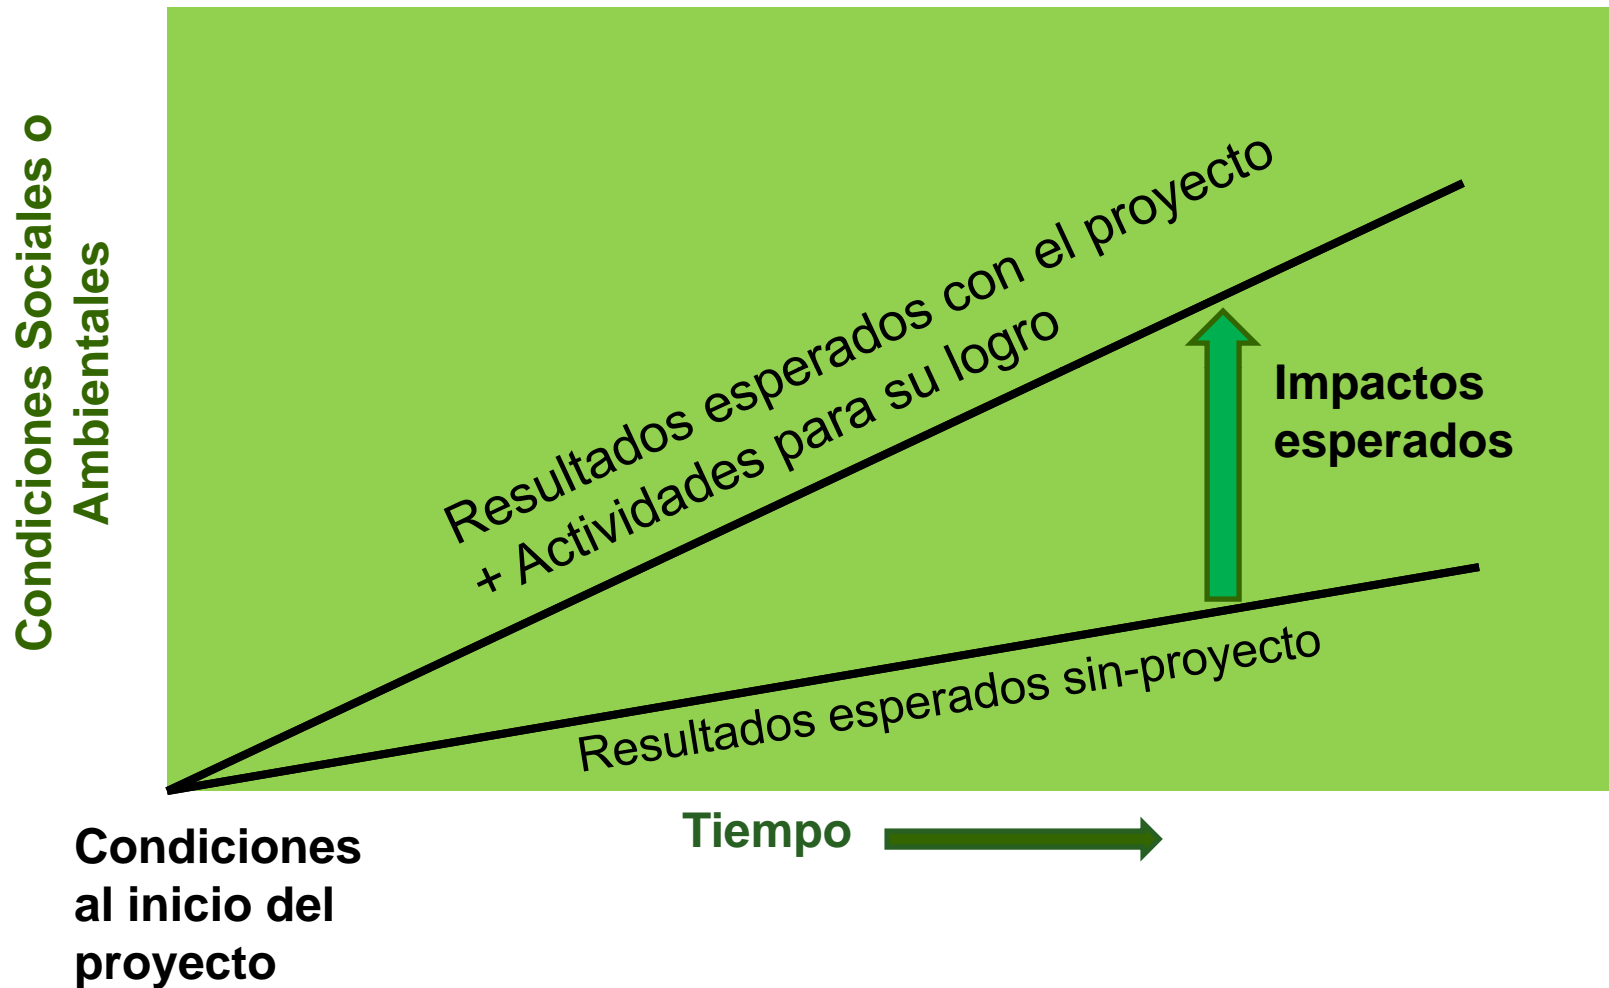 Condiciones Sociales o
Ambientales
Resultados esperados con el proyecto
+ Actividades para su logro
Impactos
esperados
Resultados esperados sin-proyecto
Tiempo
Condiciones
al inicio del
proyecto